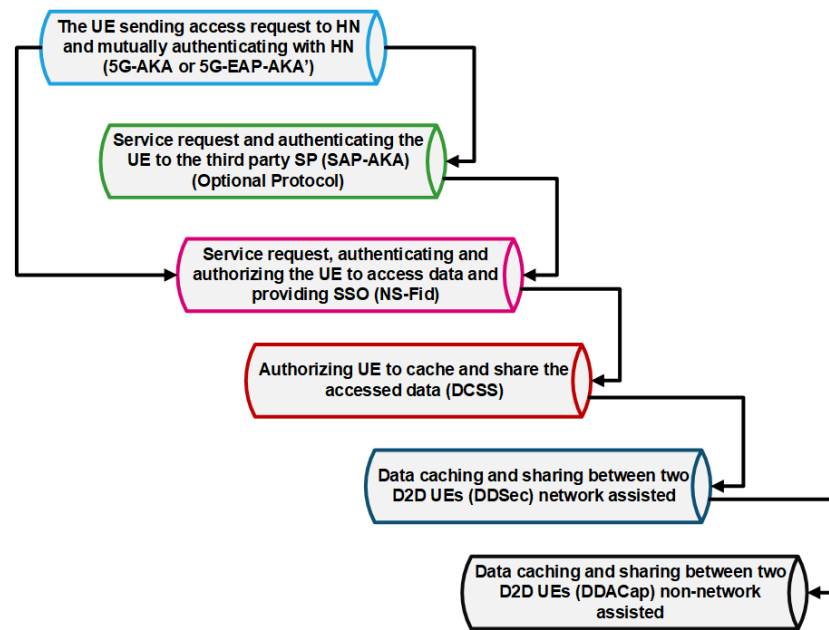 The UE sending access request to HN
and mutually authenticating with HN
(5G-AKA or 5G-EAP-AKA’)
Service request and authenticating the
UE to the third party SP (SAP-AKA)
(Optional Protocol)
Service request, authenticating and
authorizing the UE to access data and
providing SSO (NS-Fid)
Authorizing UE to cache and share the
accessed data (DCSS)
Data caching and sharing between two
D2D UEs (DDSec) network assisted
Data caching and sharing between two
D2D UEs (DDACap) non-network
assisted